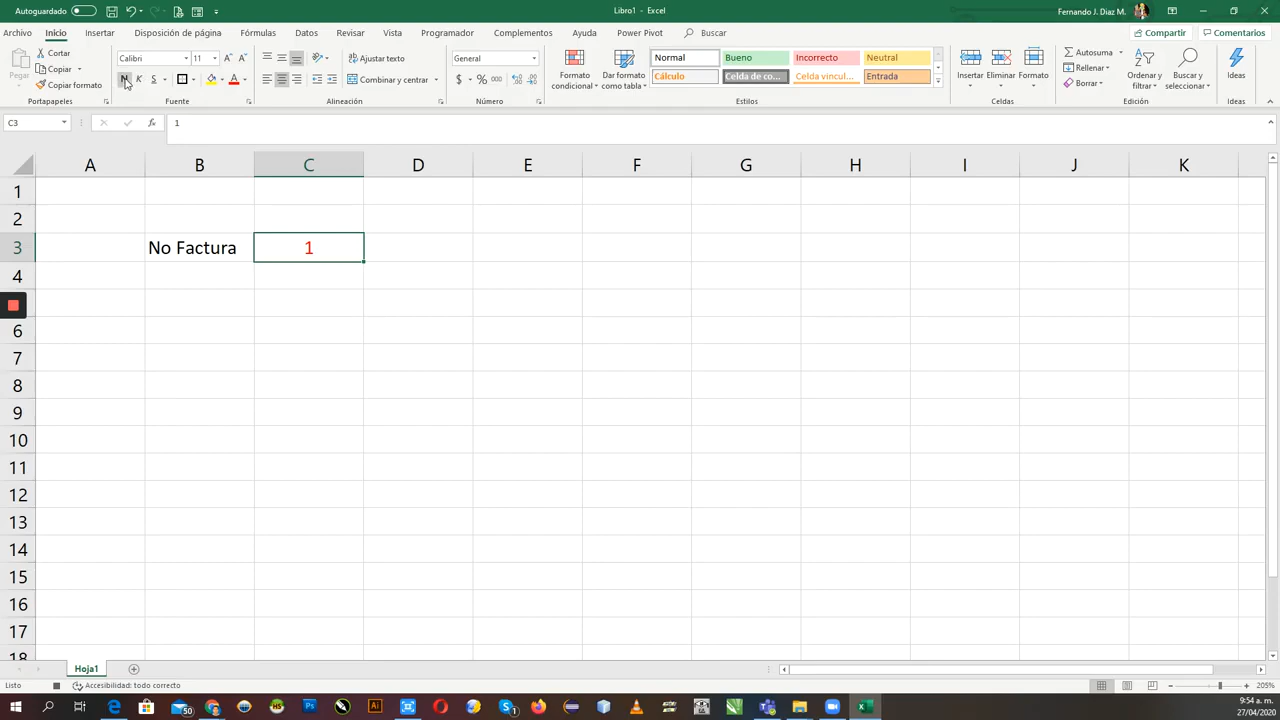 Autoguardado
Libro1 - Excel
Fernando J. Diaz M.
Archivo Inicio Insertar Disposición de página Fórmulas Datos Revisar Vista Programador Complementos Ayuda Power Pivot Buscar Compartir Comentarios
Pegar
Cortar
Copiar
Copiar formato
Portapapeles
Calibri 11
N K S
Fuente
Ajustar texto
Combinar y centrar
Alineación
General
$ % 000
Número
Formato condicional
Dar formato como tabla
Normal Bueno Incorrecto Neutral
Cálculo Celda de co... Celda vincul... Entrada
Estilos
Insertar Eliminar Formato
Celdas
Autosuma
Rellenar
Borrar
Ordenar y filtrar
Buscar y seleccionar
Edición
Ideas
Ideas
C3 fx 1
A B C D E F G H I J K
1
2
3 No Factura 1
4
6
7
8
9
10
11
12
13
14
15
16
17
18
Hoja1
Listo Accesibilidad: todo correcto 205%
9:54 a. m.
27/04/2020